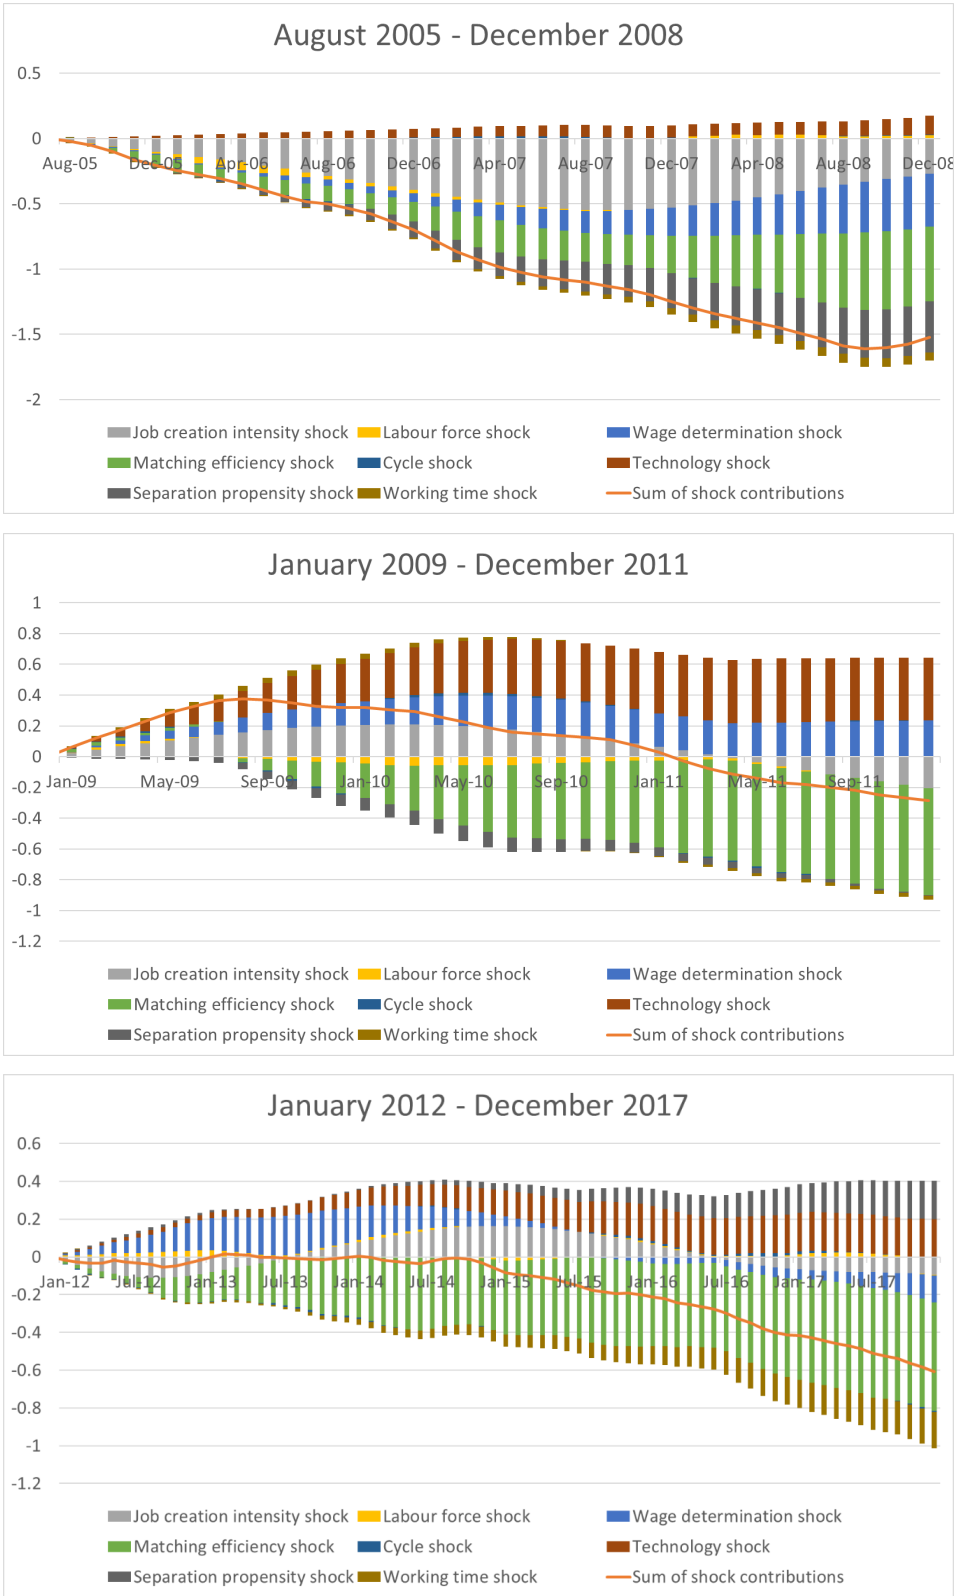 August 2005 - December 2008
0.5
0
Aug-05 Dec-05 Apr-06 Aug-06 Dec-06 Apr-07 Aug-07 Dec-07 Apr-08 Aug-08 Dec-08
-0.5
-1
-1.5
-2
Job creation intensity shock Labour force shock Wage determination shock
Matching efficiency shock Cycle shock Technology shock
Separation propensity shock Working time shock Sum of shock contributions
January 2009 - December 2011
1
0.8
0.6
0.4
0.2
0
Jan-09 May-09 Sep-09 Jan-10 May-10 Sep-10 Jan-11 May-11 Sep-11
-0.2
-0.4
-0.6
-0.8
-1
-1.2
Job creation intensity shock Labour force shock Wage determination shock
Matching efficiency shock Cycle shock Technology shock
Separation propensity shock Working time shock Sum of shock contributions
January 2012 - December 2017
0.6
0.4
0.2
0
Jan-12 Jul-12 Jan-13 Jul-13 Jan-14 Jul-14 Jan-15 Jul-15 Jan-16 Jul-16 Jan-17 Jul-17
-0.2
-0.4
-0.6
-0.8
-1
-1.2
Job creation intensity shock Labour force shock Wage determination shock
Matching efficiency shock Cycle shock Technology shock
Separation propensity shock Working time shock Sum of shock contributions